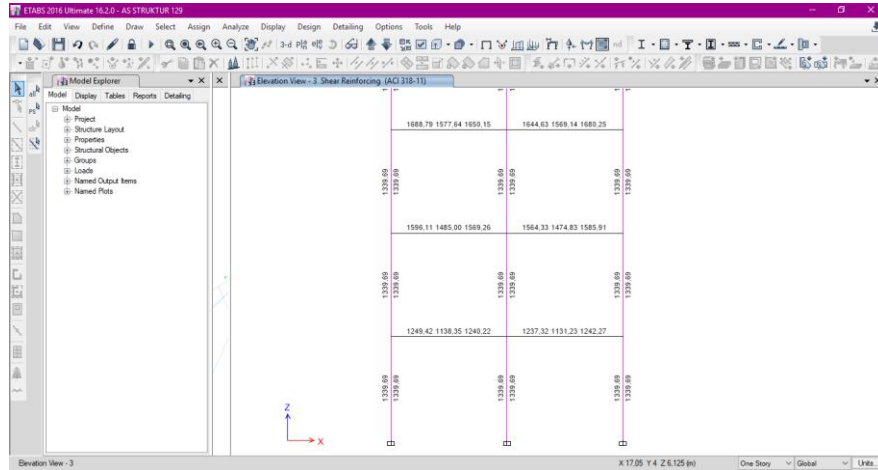 ETABS 2016 Ultimate 16.2.0 - AS STRUKTUR 129
File Edit View Define Draw Select Assign Analyze Display Design Detailing Options Tools Help
3-d
Model Explorer
Elevation View - 3 Shear Reinforcing (ACI 318-11)
Model Display Tables Reports Detailing
Model
Project
Structure Layout
Properties
Structural Objects
Groups
Loads
Named Output Items
Named Plots
all
PS
1688,79 1577,64 1650,15
1644,63 1569,14 1680,25
1339,69
1339,69
1339,69
1339,69
1339,69
1339,69
1596,11 1485,00 1569,26
1564,33 1474,83 1585,91
1339,69
1339,69
1339,69
1339,69
1339,69
1339,69
1249,42 1138,35 1240,22
1237,32 1131,23 1242,27
1339,69
1339,69
1339,69
1339,69
1339,69
1339,69
Z
X
Elevation View - 3
X 17,05 Y 4 Z 6,125 (m)
One Story
Global
Units...